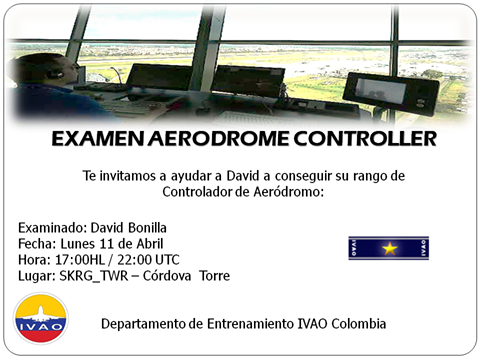 EXAMEN AERODROME CONTROLLER
Te invitamos a ayudar a David a conseguir su rango de
Controlador de Aeródromo:
Examinado: David Bonilla
Fecha: Lunes 11 de Abril
Hora: 17:00HL / 22:00 UTC
Lugar: SKRG_TWR – Córdova Torre
IVAO
IVAO
IVAO
Departamento de Entrenamiento IVAO Colombia